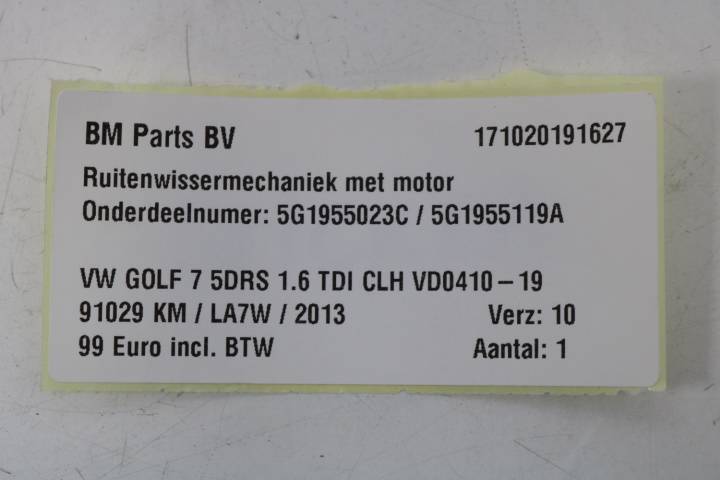 BM Parts BV 171020191627
Ruitenwissermechaniek met motor
Onderdeelnumer: 5G1955023C / 5G1955119A
VW GOLF 7 5DRS 1.6 TDI CLH VD0410-19
91029 KM / LA7W / 2013 Verz: 10
99 Euro incl. BTW Aantal: 1